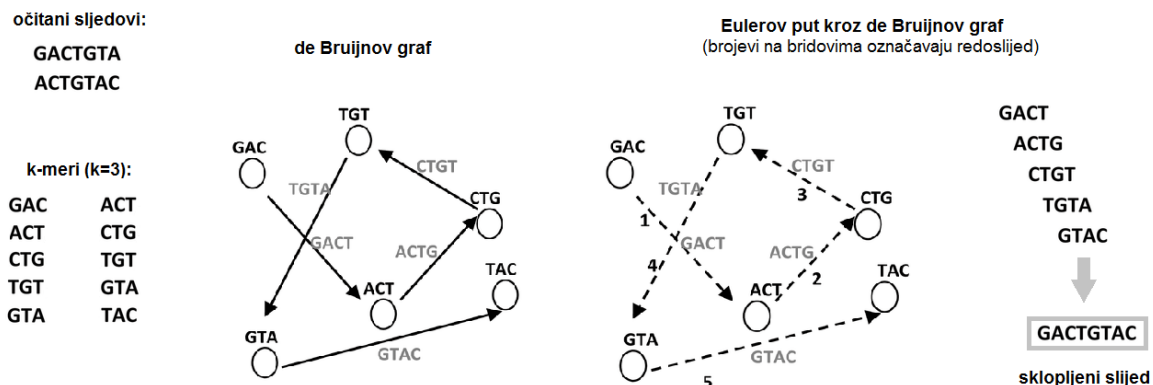 očitani sljedovi:
GACTGTA
ACTGTAC
k-meri (k=3):
GAC ACT
ACT CTG
CTG TGT
TGT GTA
GTA TAC
de Bruijnov graf
TGT
GAC
CTGT
TGTA
CTG
GACT
ACTG
TAC
ACT
GTA
GTAC
Eulerov put kroz de Bruijnov graf
(brojevi na bridovima označavaju redoslijed)
TGT
GAC
CTGT
TGTA
3
CTG
1
GACT
ACTG
4
2
TAC
ACT
GTA
GTAC
5
GACT
ACTG
CTGT
TGTA
GTAC
GACTGTAC
sklopljeni slijed